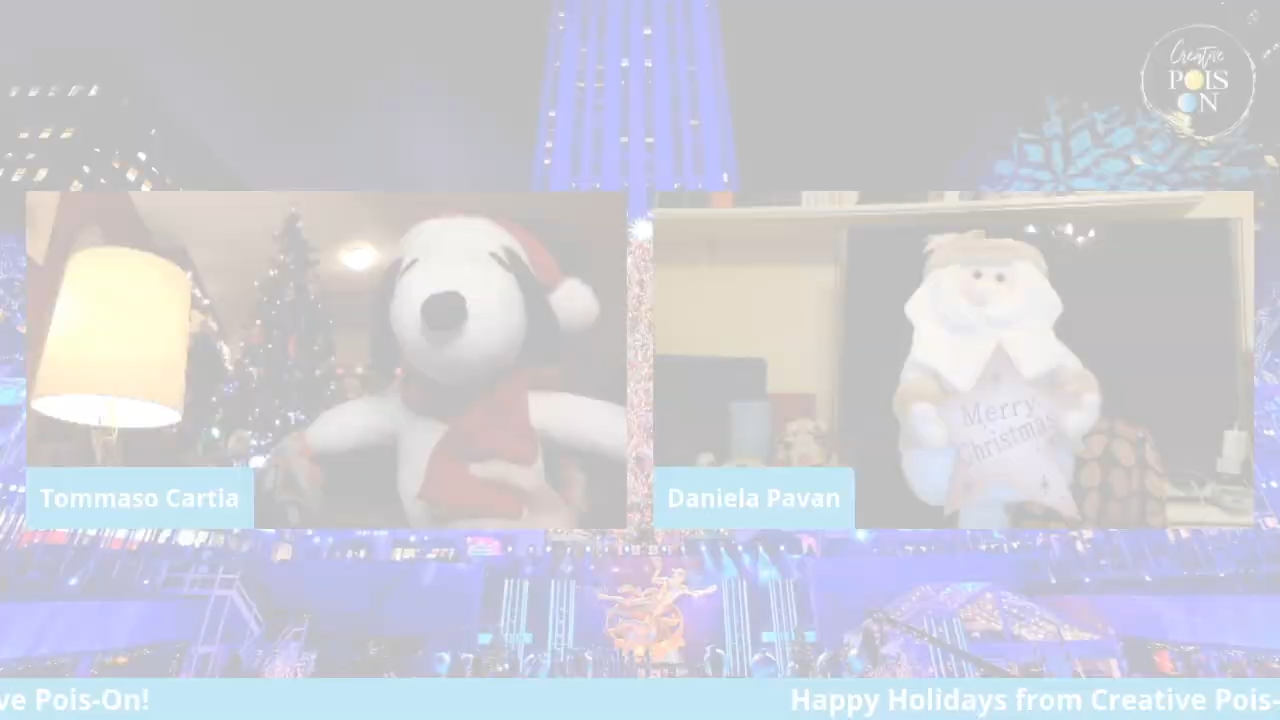 Creative
POIS
ON
Merry
Christmas
Tommaso Cartia
Daniela Pavan
ve Pois-On!
Happy Holidays from Creative Pois-